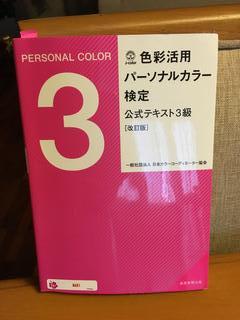 PERSONAL COLOR
3
色彩活用
パーソナルカラー
検定
公式テキスト3級
[改訂版]
一般社団法人 日本カラーコーディネーター協会